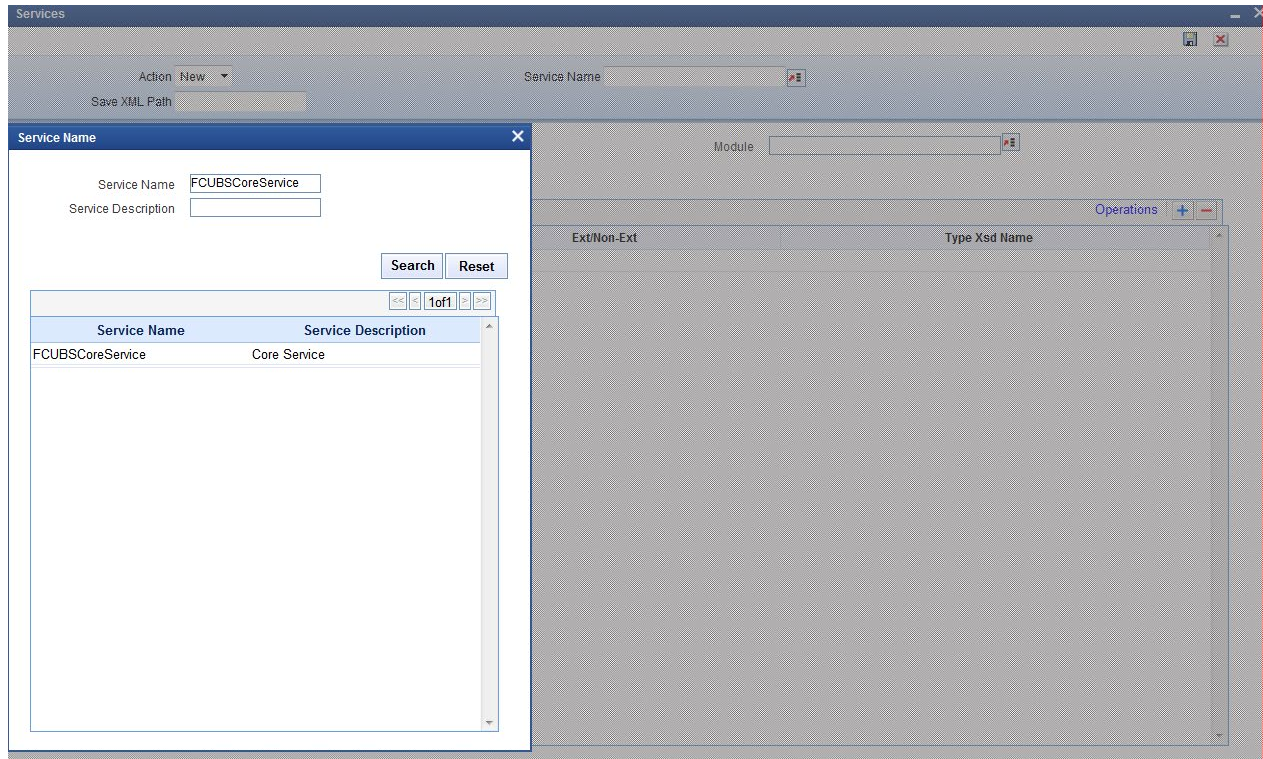 Services
Action New Service Name
Save XML Path
Service Name
Module
Service Name FCUBSCoreService
Service Description
Operations
Ext/Non-Ext Type Xsd Name
Search Reset
<< < 1of1 > >>
Service Name Service Description
FCUBSCoreService Core Service